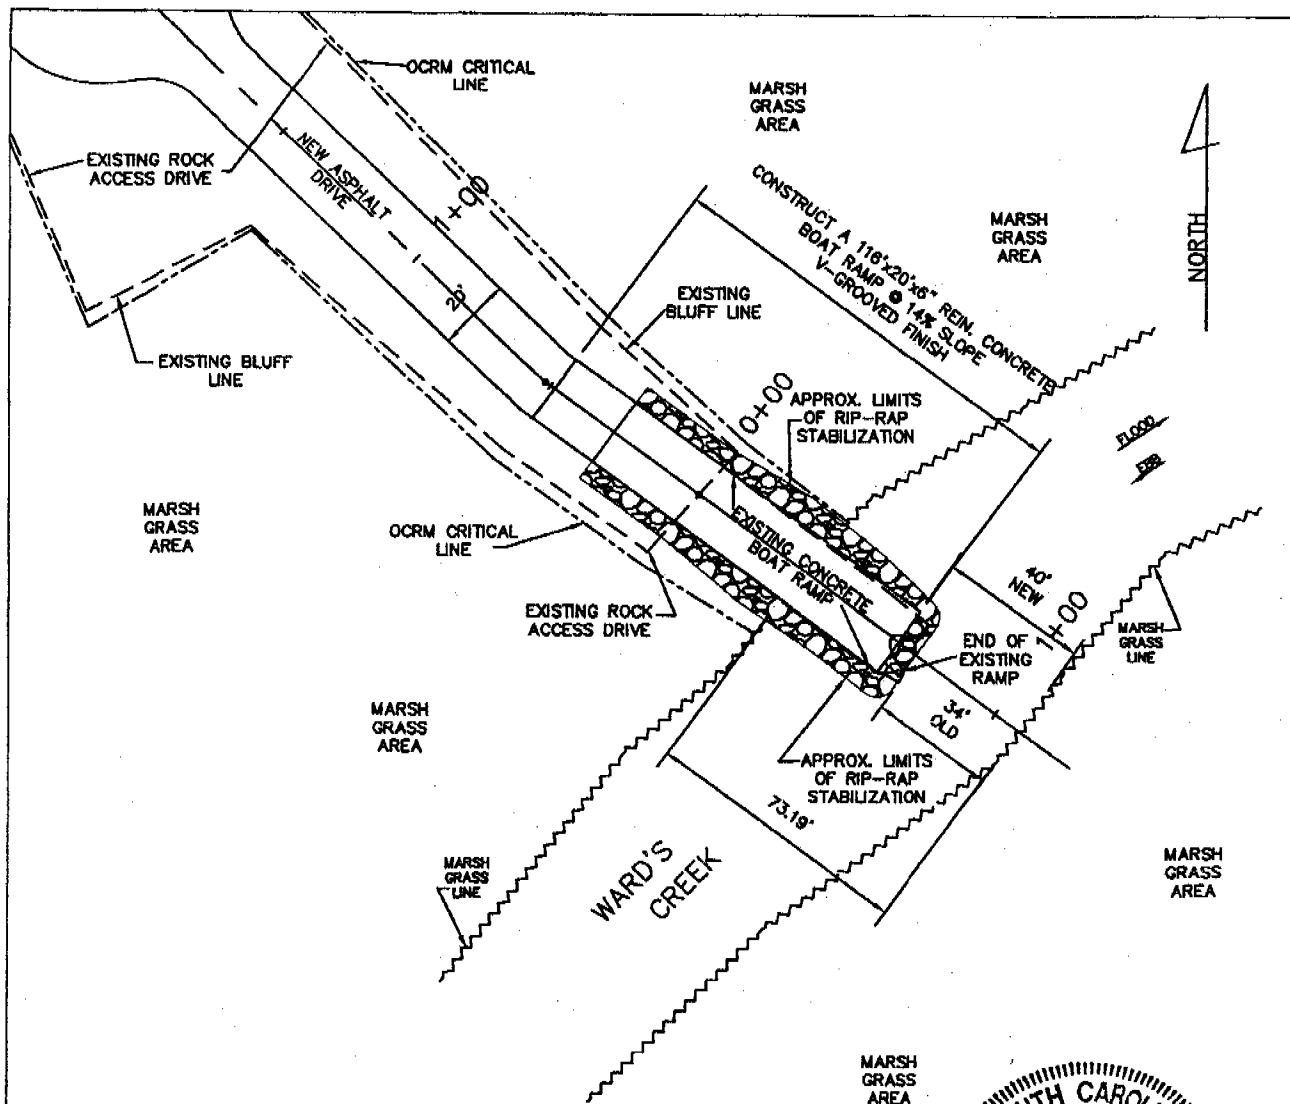 OCRM CRITICAL
LINE
MARSH
GRASS
AREA
EXISTING ROCK
ACCESS DRIVE
NEW ASPHALT
DRIVE
1+00
CONSTRUCT A 116'x20'x6" REIN. CONCRETE
BOAT RAMP @ 14% SLOPE
V-GROOVED FINISH
MARSH
GRASS
AREA
NORTH
20'
EXISTING
BLUFF LINE
EXISTING BLUFF
LINE
0+00
APPROX. LIMITS
OF RIP-RAP
STABILIZATION
FLOOD
EBB
MARSH
GRASS
AREA
OCRM CRITICAL
LINE
EXISTING CONCRETE
BOAT RAMP
EXISTING ROCK
ACCESS DRIVE
40'
NEW
1+00
MARSH
GRASS
LINE
END OF
EXISTING
RAMP
34'
OLD
MARSH
GRASS
AREA
APPROX. LIMITS
OF RIP-RAP
STABILIZATION
73.19'
WARD'S
CREEK
MARSH
GRASS
LINE
MARSH
GRASS
AREA
MARSH
GRASS
AREA